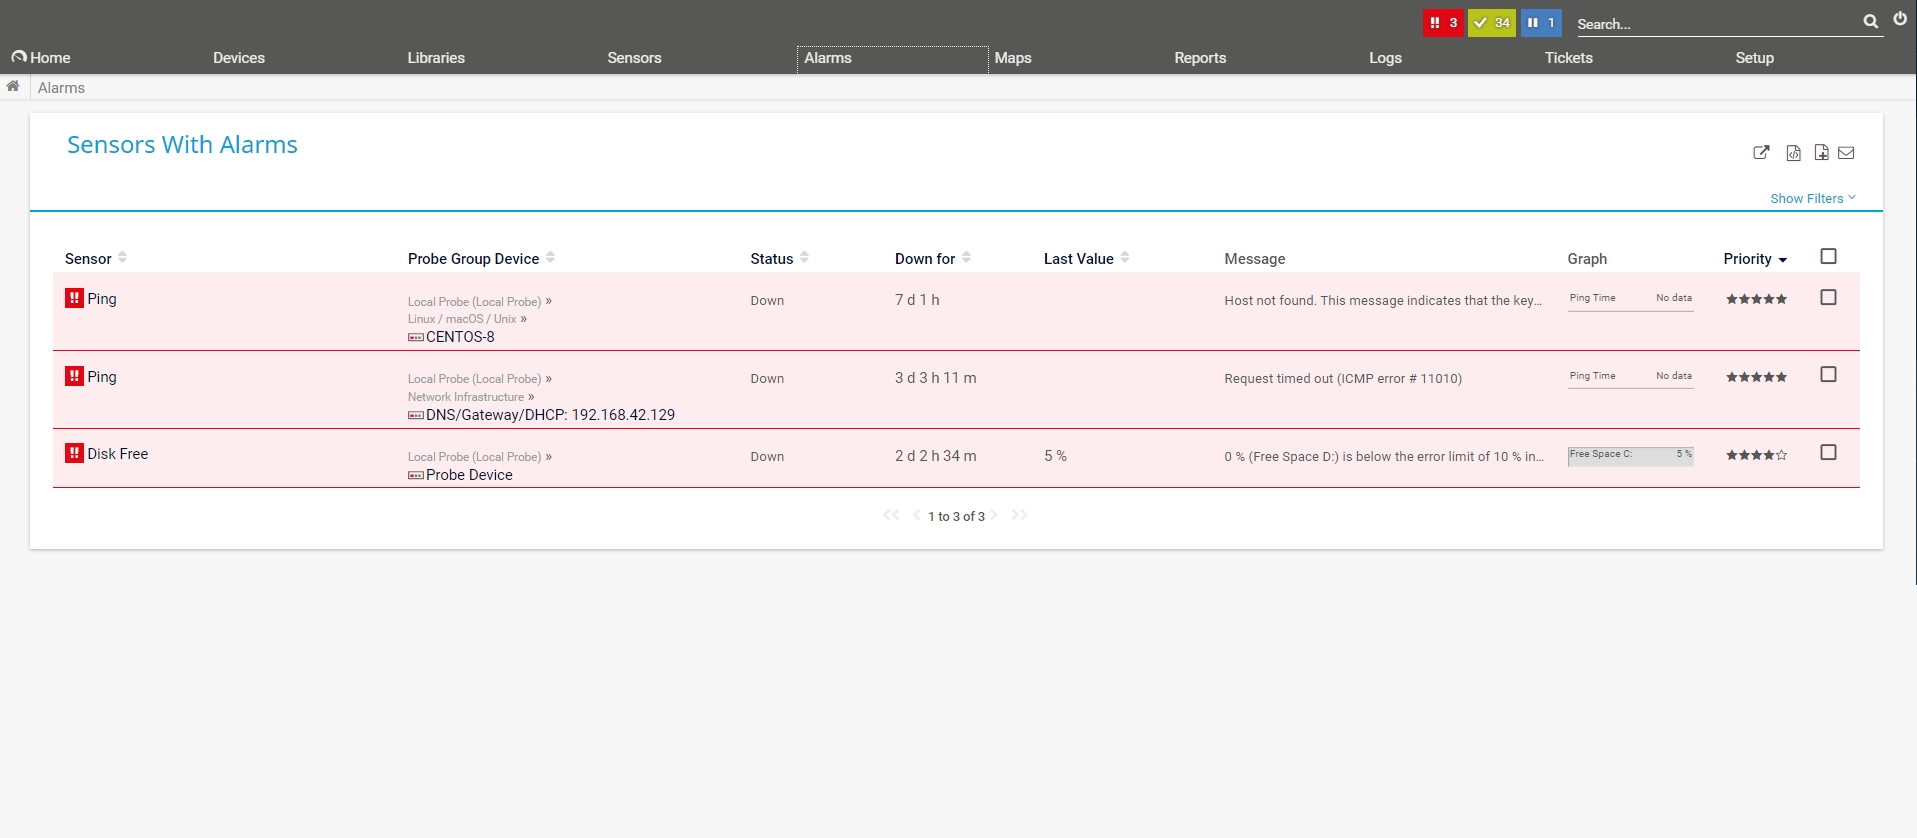 3 34 1 Search...
Home Devices Libraries Sensors Alarms Maps Reports Logs Tickets Setup
Alarms
Sensors With Alarms
Show Filters
Sensor Probe Group Device Status Down for Last Value Message Graph Priority
Ping Local Probe (Local Probe) » Down 7 d 1 h Host not found. This message indicates that the key... Ping Time No data
Linux / macOS / Unix »
CENTOS-8
Ping Local Probe (Local Probe) » Down 3 d 3 h 11 m Request timed out (ICMP error # 11010) Ping Time No data
Network Infrastructure »
DNS/Gateway/DHCP: 192.168.42.129
Disk Free Local Probe (Local Probe) » Down 2 d 2 h 34 m 5 % 0 % (Free Space D:) is below the error limit of 10 % in... Free Space C: 5 %
Probe Device
1 to 3 of 3